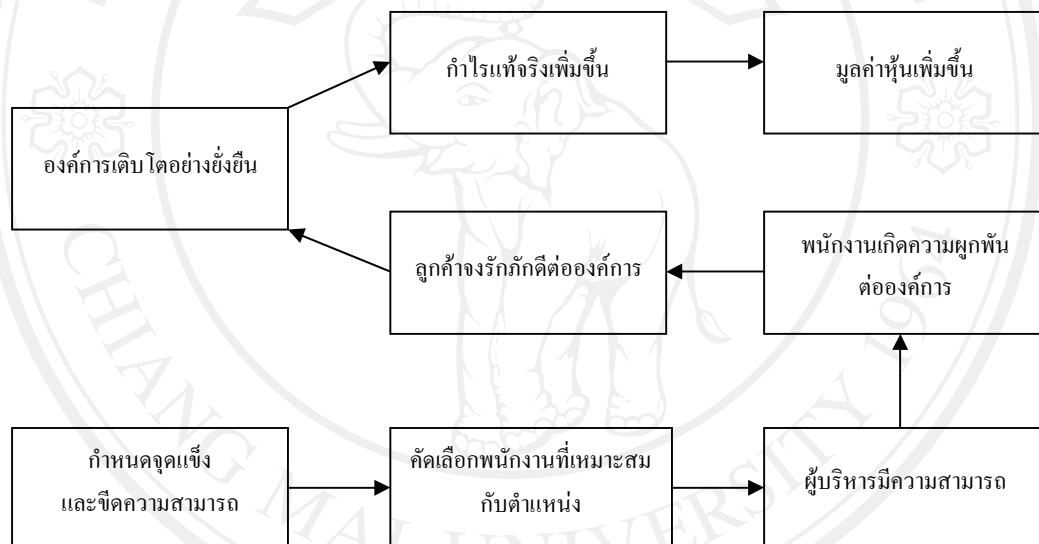 กำไรแท้จริงเพิ่มขึ้น
มูลค่าหุ้นเพิ่มขึ้น
องค์การเติบโตอย่างยั่งยืน
ลูกค้าจงรักภักดีต่อองค์การ
พนักงานเกิดความผูกพัน
ต่อองค์การ
กำหนดจุดแข็ง
และขีดความสามารถ
คัดเลือกพนักงานที่เหมาะสม
กับตำแหน่ง
ผู้บริหารมีความสามารถ
CHIANG MAI UNIVERSITY 1964